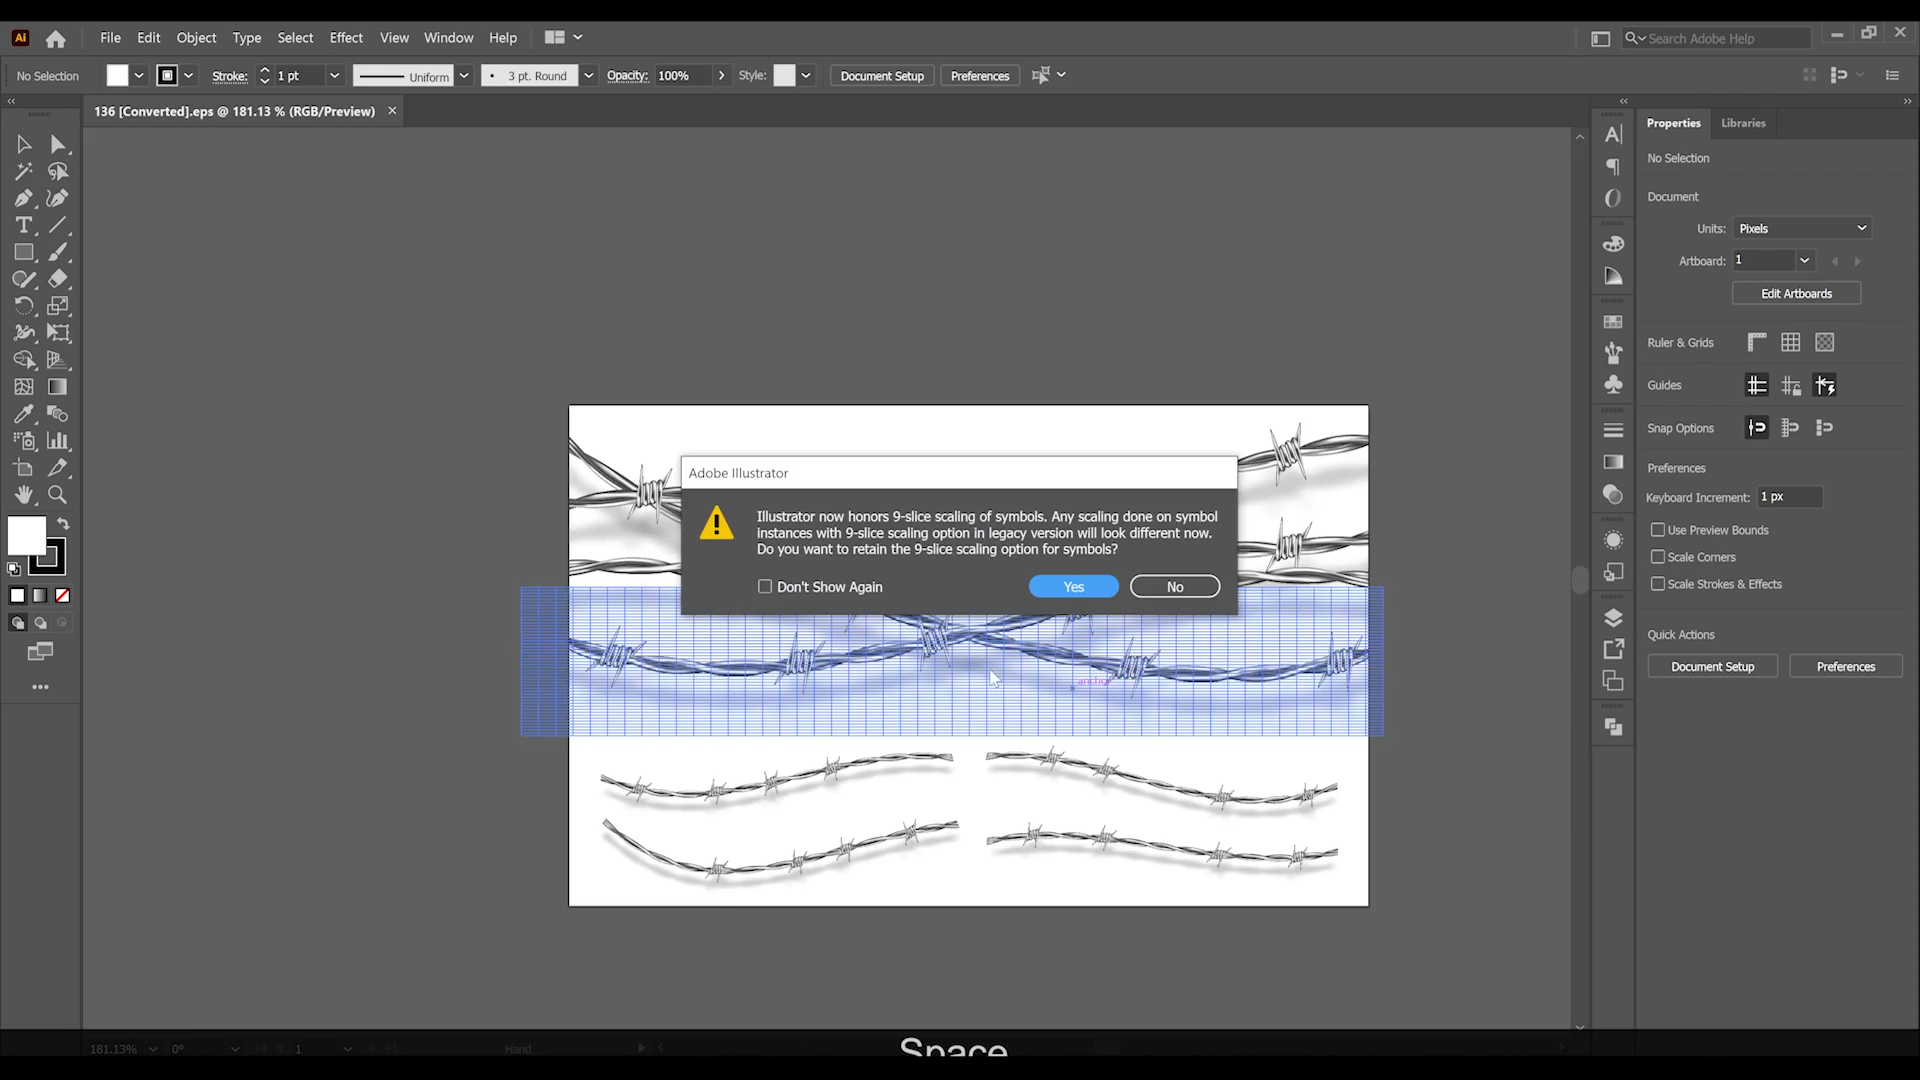 Ai File Edit Object Type Select Effect View Window Help Search Adobe Help
No Selection Stroke: 1 pt Uniform 3 pt. Round Opacity: 100% Style: Document Setup Preferences
136 [Converted].eps @ 181.13 % (RGB/Preview)
Properties Libraries
No Selection
Document
Units: Pixels
Artboard: 1
Edit Artboards
Ruler & Grids
Guides
Snap Options
Preferences
Keyboard Increment: 1 px
Use Preview Bounds
Scale Corners
Scale Strokes & Effects
Quick Actions
Document Setup Preferences
Adobe Illustrator
Illustrator now honors 9-slice scaling of symbols. Any scaling done on symbol
instances with 9-slice scaling option in legacy version will look different now.
Do you want to retain the 9-slice scaling option for symbols?
Don't Show Again Yes No
181.13% 0° 1 Hand
Space